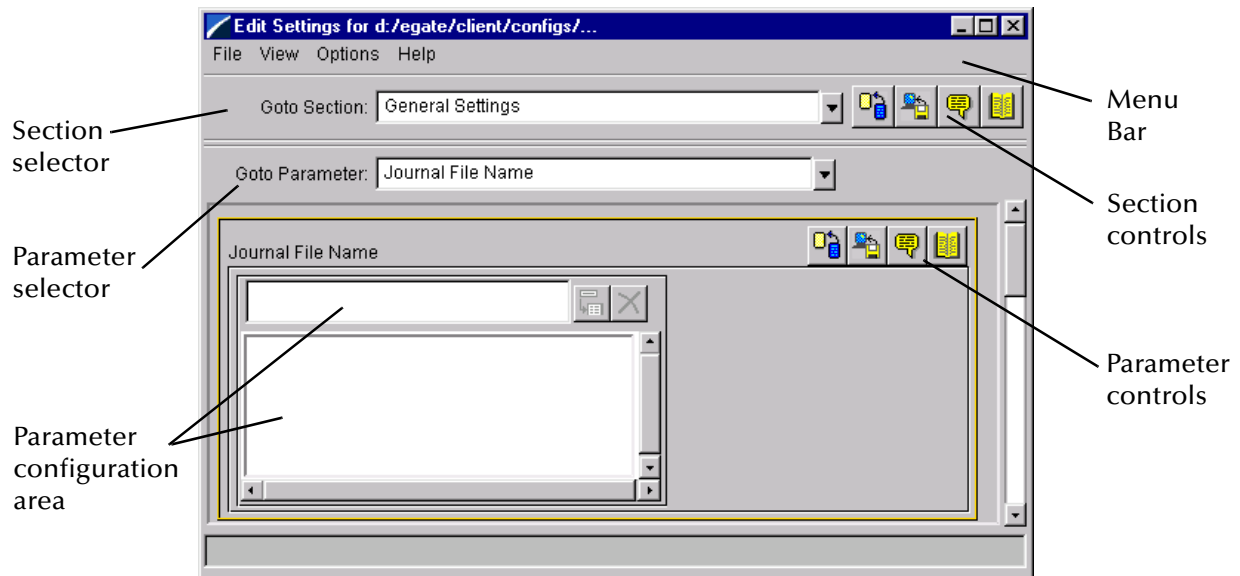 Edit Settings for d:/egate/client/configs/...
File View Options Help
Goto Section: General Settings
Goto Parameter: Journal File Name
Journal File Name
Section
selector
Parameter
selector
Parameter
configuration
area
Menu
Bar
Section
controls
Parameter
controls